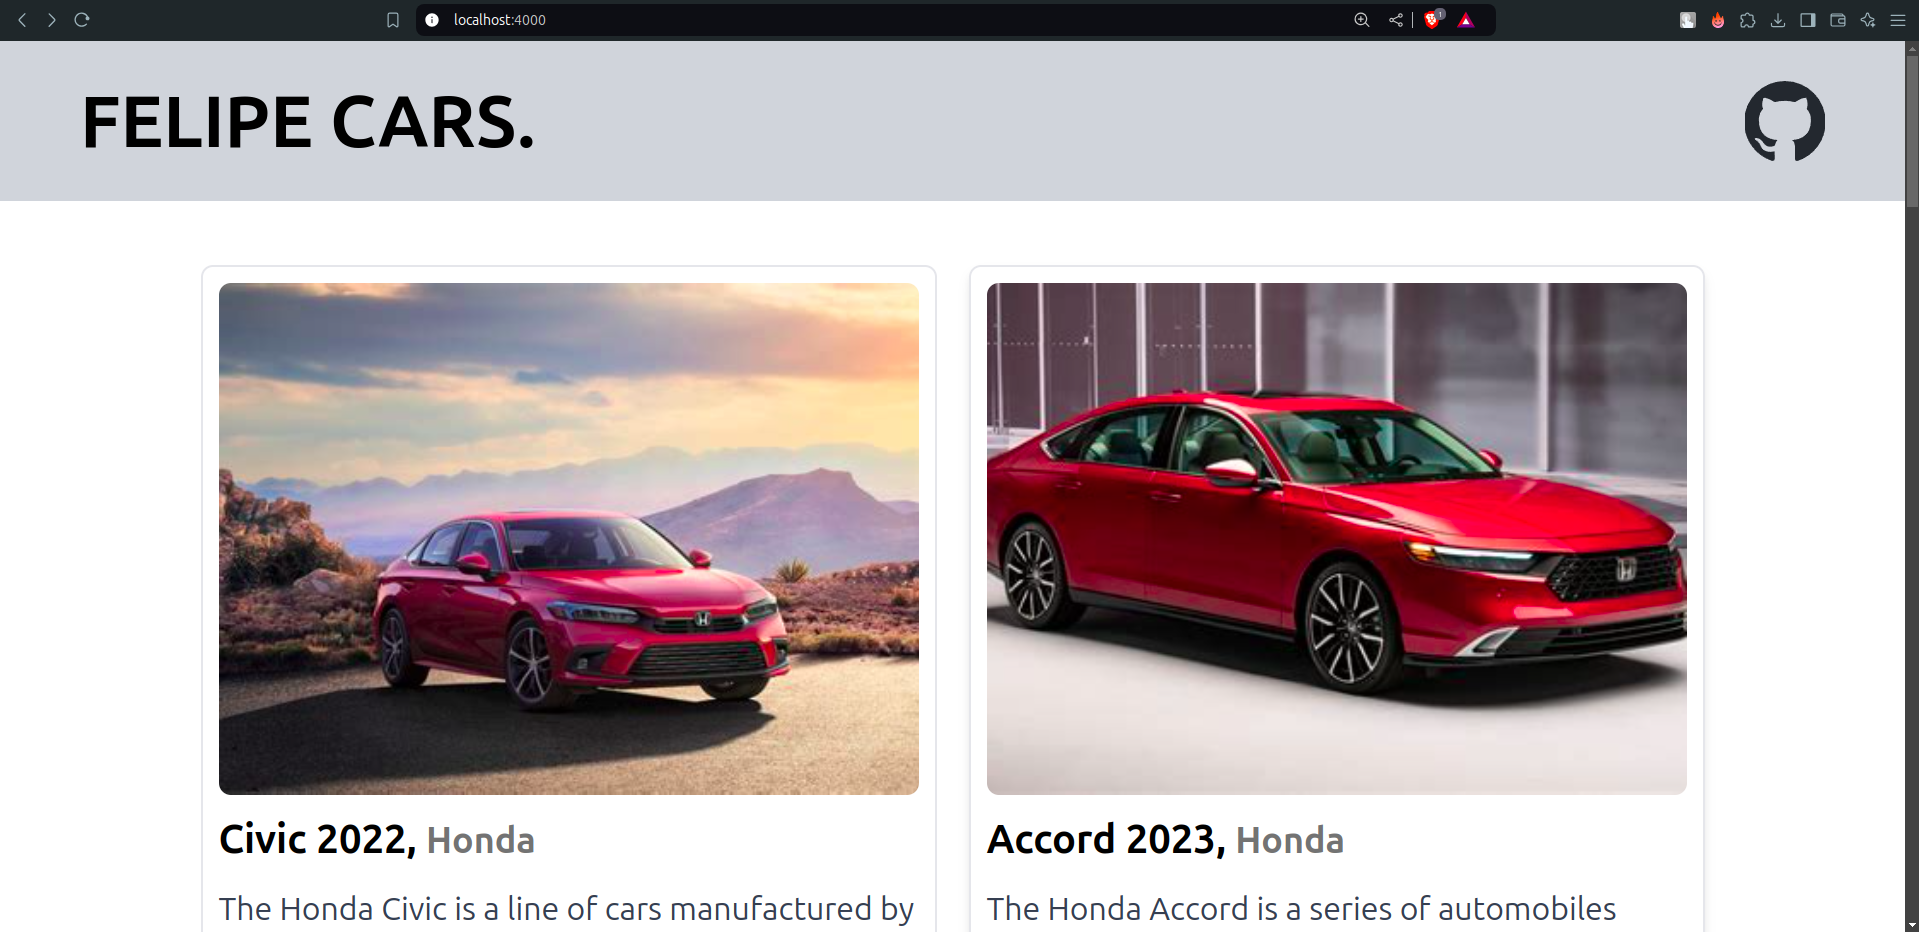 localhost:4000
1
FELIPE CARS.
Civic 2022, Honda
The Honda Civic is a line of cars manufactured by
Accord 2023, Honda
The Honda Accord is a series of automobiles